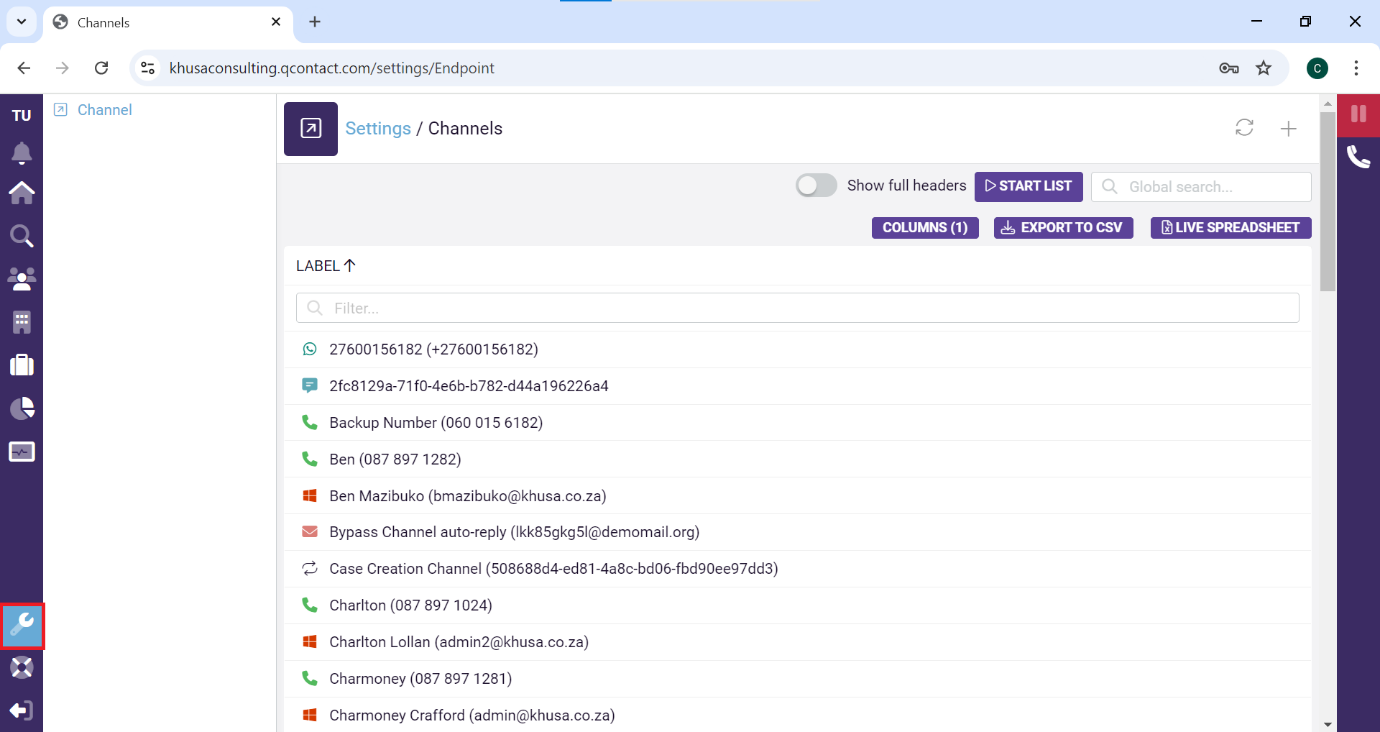 Channels
khusaconsulting.qcontact.com/settings/Endpoint
C
TU
Channel
Settings / Channels
Show full headers
START LIST
Global search...
COLUMNS (1)
EXPORT TO CSV
LIVE SPREADSHEET
LABEL
Filter...
27600156182 (+27600156182)
2fc8129a-71f0-4e6b-b782-d44a196226a4
Backup Number (060 015 6182)
Ben (087 897 1282)
Ben Mazibuko (bmazibuko@khusa.co.za)
Bypass Channel auto-reply (lkk85gkg5l@demomail.org)
Case Creation Channel (508688d4-ed81-4a8c-bd06-fbd90ee97dd3)
Charlton (087 897 1024)
Charlton Lollan (admin2@khusa.co.za)
Charmoney (087 897 1281)
Charmoney Crafford (admin@khusa.co.za)